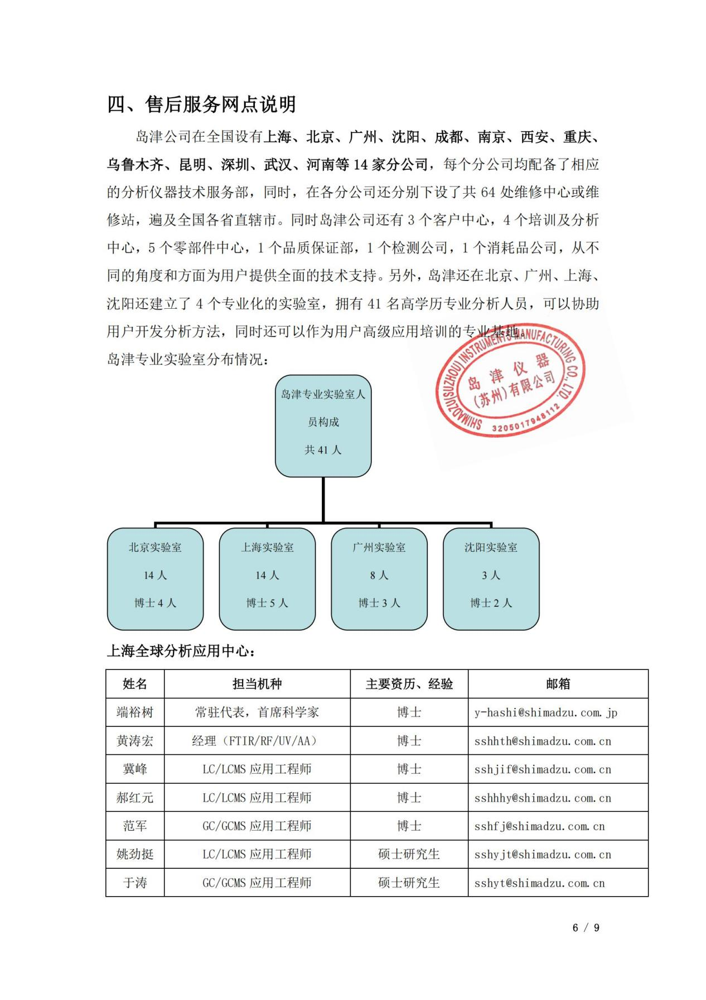 四、售后服务网点说明
岛津公司在全国设有上海、北京、广州、沈阳、成都、南京、西安、重庆、
乌鲁木齐、昆明、深圳、武汉、河南等 14 家分公司，每个分公司均配备了相应
的分析仪器技术服务部，同时，在各分公司还分别下设了共 64 处维修中心或维
修站，遍及全国各省直辖市。同时岛津公司还有 3 个客户中心，4 个培训及分析
中心，5 个零部件中心，1 个品质保证部，1 个检测公司，1 个消耗品公司，从不
同的角度和方面为用户提供全面的技术支持。另外，岛津还在北京、广州、上海、
沈阳还建立了 4 个专业化的实验室，拥有 41 名高学历专业分析人员，可以协助
用户开发分析方法，同时还可以作为用户高级应用培训的专业基地。
岛津专业实验室分布情况：
SHIMADZU(SUZHOU) INSTRUMENTS MANUFACTURING CO., LTD.
岛津仪器
（苏州）有限公司
3205017948112
岛津专业实验室人
员构成
共 41 人
北京实验室
14 人
博士 4 人
上海实验室
14 人
博士 5 人
广州实验室
8 人
博士 3 人
沈阳实验室
3 人
博士 2 人
上海全球分析应用中心：
姓名 担当机种 主要资历、经验 邮箱
端裕树 常驻代表，首席科学家 博士 y-hashi@shimadzu.com.jp
黄涛宏 经理（FTIR/RF/UV/AA） 博士 sshhth@shimadzu.com.cn
冀峰 LC/LCMS 应用工程师 博士 sshjif@shimadzu.com.cn
郝红元 LC/LCMS 应用工程师 博士 sshhhy@shimadzu.com.cn
范军 GC/GCMS 应用工程师 博士 sshfj@shimadzu.com.cn
姚劲挺 LC/LCMS 应用工程师 硕士研究生 sshyjt@shimadzu.com.cn
于涛 GC/GCMS 应用工程师 硕士研究生 sshyt@shimadzu.com.cn
6 / 9